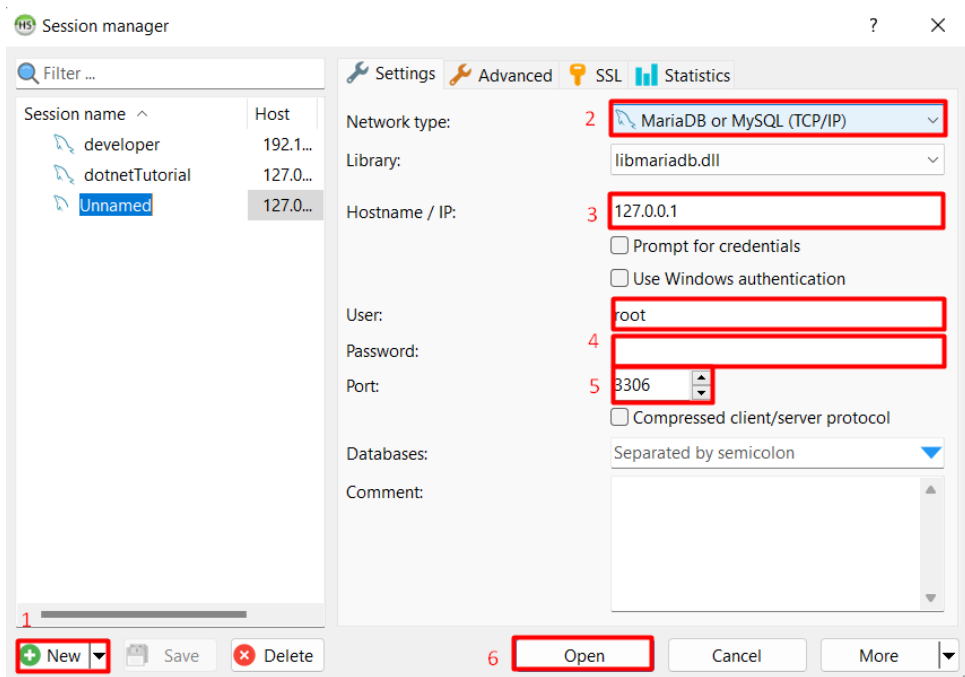 HS Session manager ? 
Filter ...
Session name Host
developer 192.1...
dotnetTutorial 127.0...
Unnamed 127.0...
Settings Advanced SSL Statistics
Network type: 2 MariaDB or MySQL (TCP/IP)
Library: libmariadb.dll
Hostname / IP: 3 127.0.0.1
Prompt for credentials
Use Windows authentication
User: root
Password: 4
Port: 5 3306
Compressed client/server protocol
Databases: Separated by semicolon
Comment:
1
New Save Delete 6 Open Cancel More